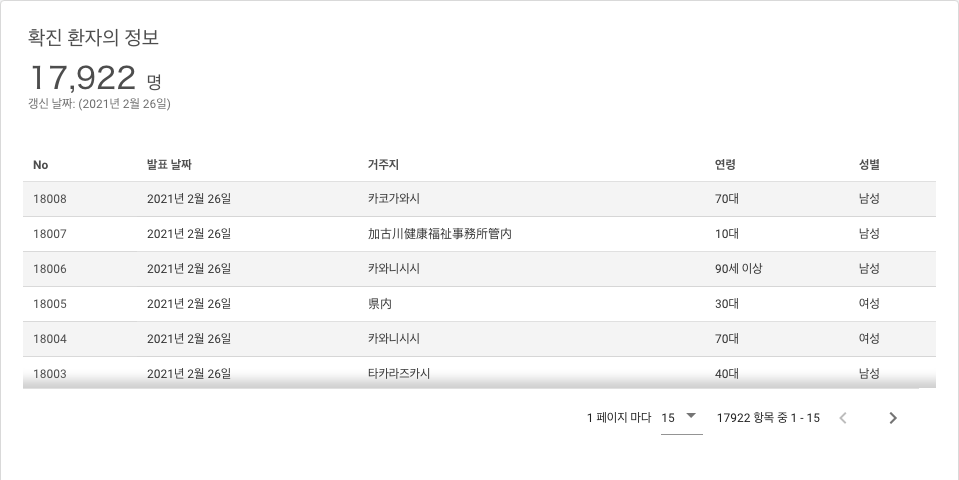 확진 환자의 정보
17,922 명
갱신 날짜: (2021년 2월 26일)
No 발표 날짜 거주지 연령 성별
18008 2021년 2월 26일 카코가와시 70대 남성
18007 2021년 2월 26일 加古川健康福祉事務所管内 10대 남성
18006 2021년 2월 26일 카와니시시 90세 이상 남성
18005 2021년 2월 26일 県内 30대 여성
18004 2021년 2월 26일 카와니시시 70대 여성
18003 2021년 2월 26일 타카라즈카시 40대 남성
1 페이지 마다 15 17922 항목 중 1 - 15